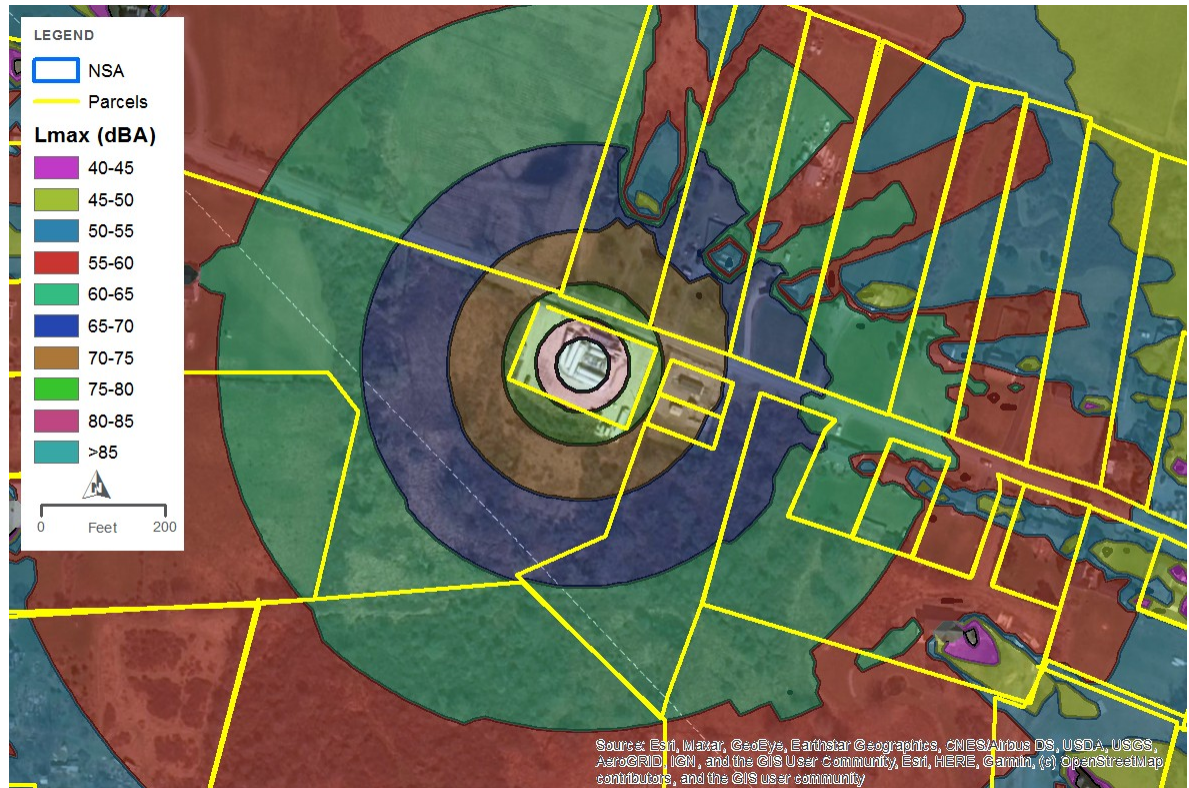 LEGEND
NSA
Parcels
Lmax (dBA)
40-45
45-50
50-55
55-60
60-65
65-70
70-75
75-80
80-85
>85
N
0 Feet 200
Source: Esri, Maxar, GeoEye, Earthstar Geographics, CNES/Airbus DS, USDA, USGS,
AeroGRID, IGN, and the GIS User Community, Esri, HERE, Garmin, (c) OpenStreetMap
contributors, and the GIS user community